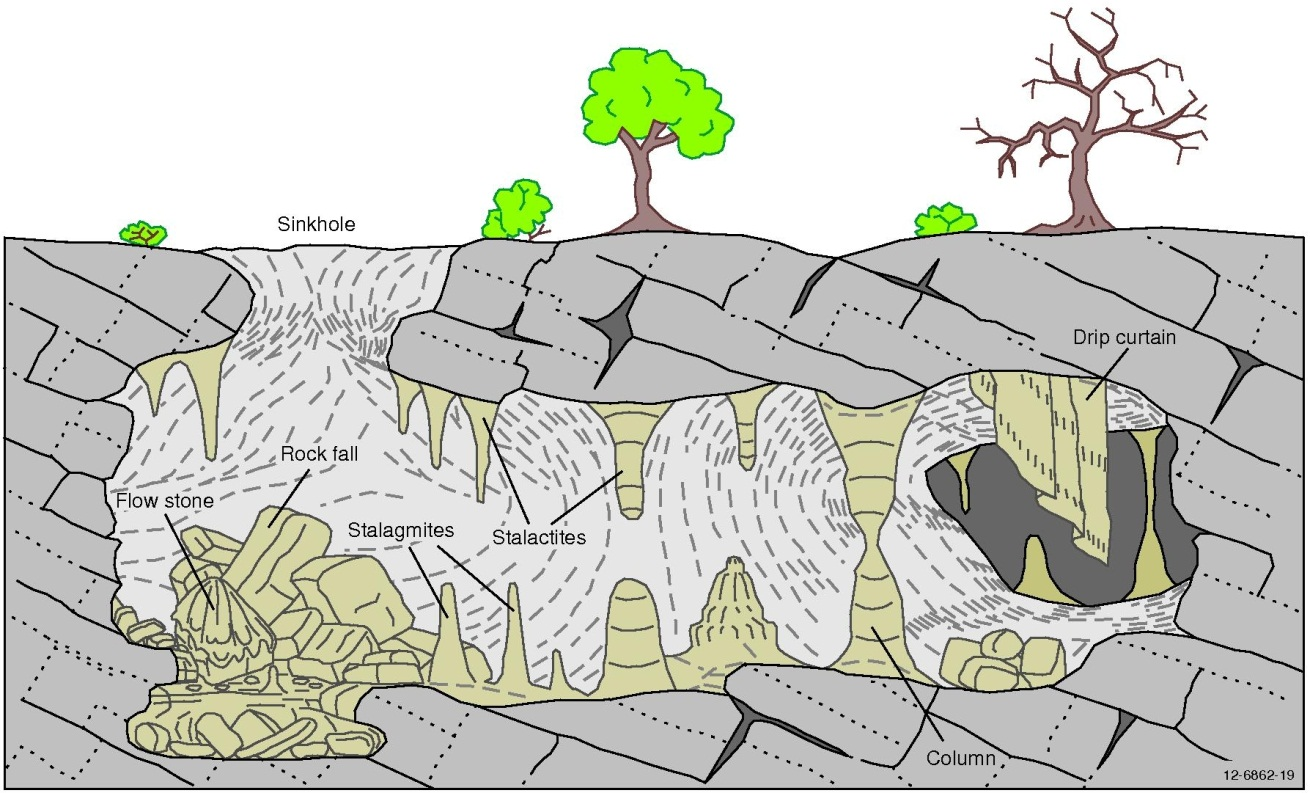 Sinkhole
Drip curtain
Rock fall
Flow stone
Stalagmites
Stalactites
Column
12-6862-19